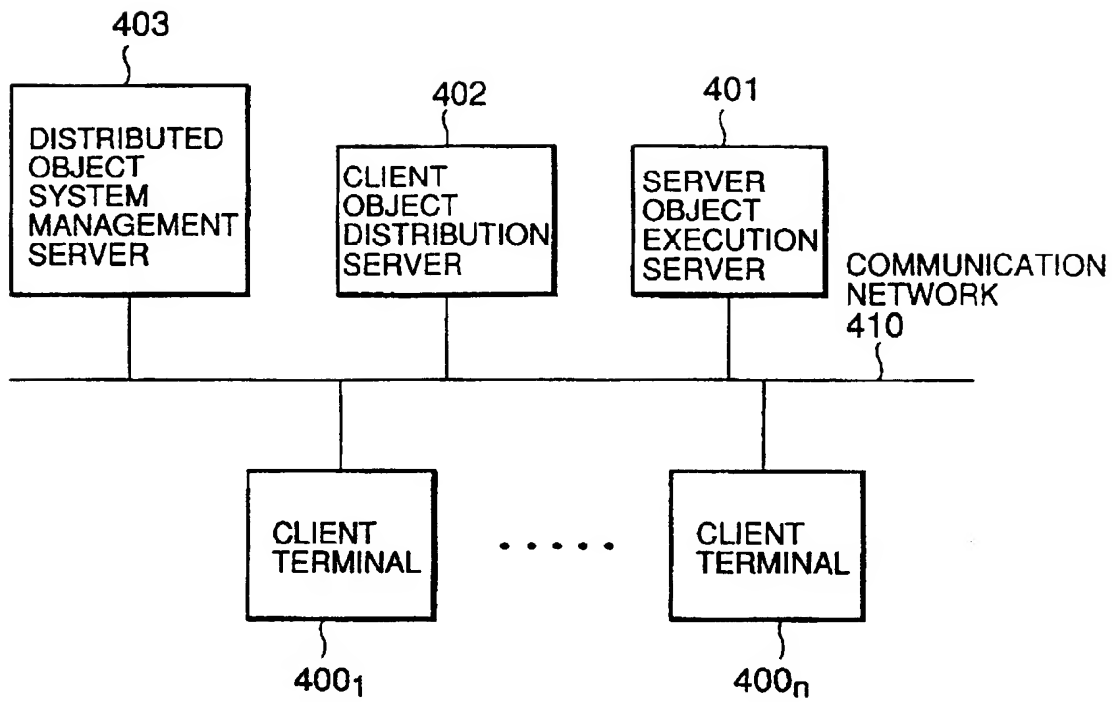 403
DISTRIBUTED
OBJECT
SYSTEM
MANAGEMENT
SERVER
402
CLIENT
OBJECT
DISTRIBUTION
SERVER
401
SERVER
OBJECT
EXECUTION
SERVER
COMMUNICATION
NETWORK
410
CLIENT
TERMINAL
400₁
.....
CLIENT
TERMINAL
400ₙ